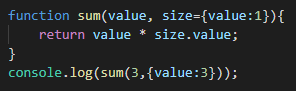 function sum(value, size={value:1}){
    return value * size.value;
}
console.log(sum(3,{value:3}));